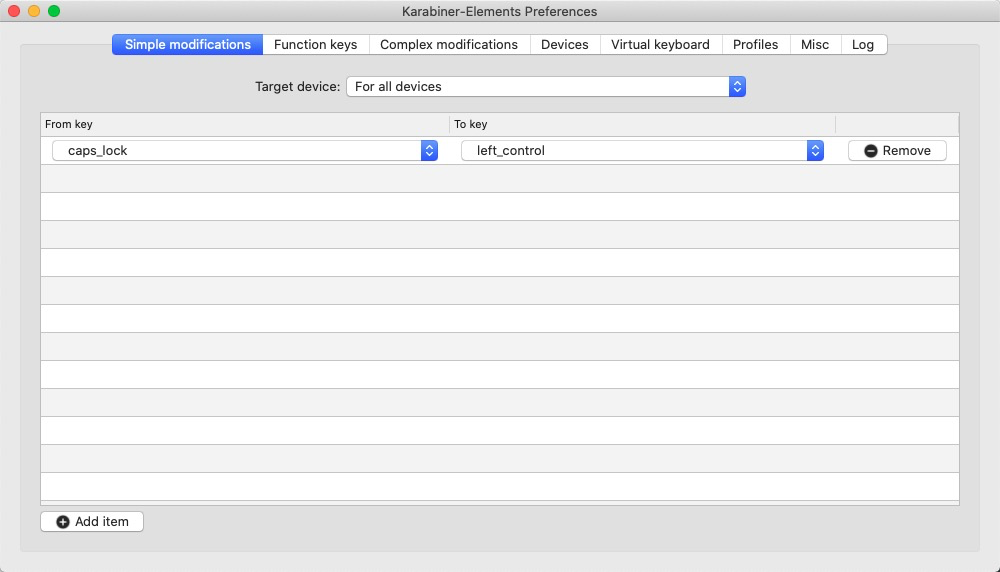 Karabiner-Elements Preferences
Simple modifications Function keys Complex modifications Devices Virtual keyboard Profiles Misc Log
Target device: For all devices
From key To key
caps_lock left_control Remove
Add item